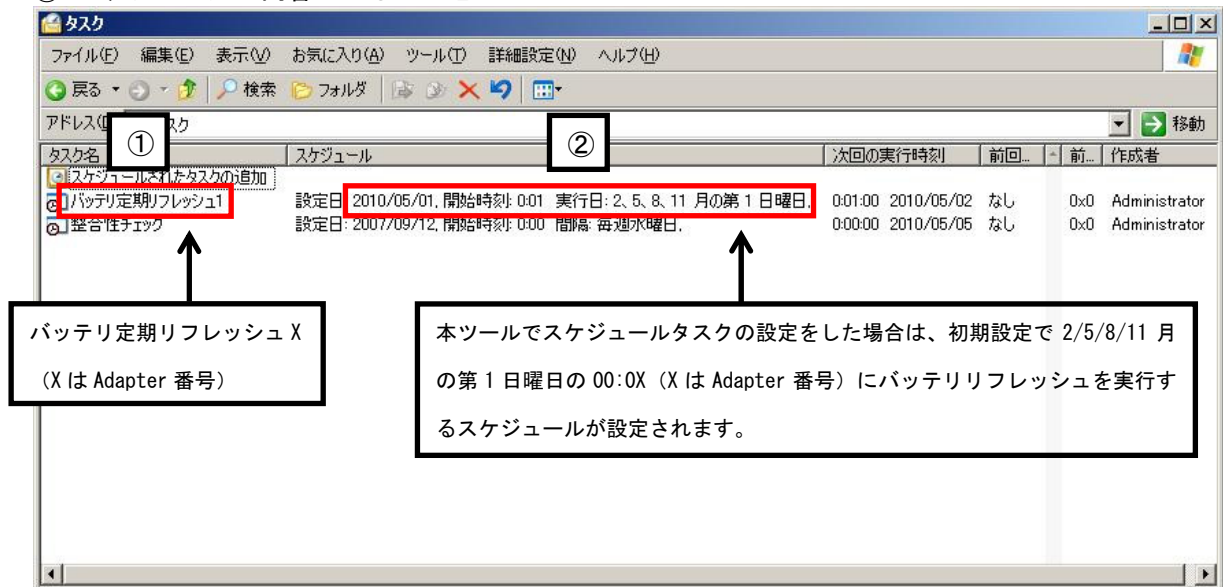 タスク
ファイル(F) 編集(E) 表示(V) お気に入り(A) ツール(T) 詳細設定(N) ヘルプ(H)
戻る 検索 フォルダ
アドレス(D スク 移動
① ②
タスク名 スケジュール 次回の実行時刻 前回... 前... 作成者
スケジュールされたタスクの追加
バッテリ定期リフレッシュ1 設定日: 2010/05/01, 開始時刻: 0:01 実行日: 2、5、8、11 月の第 1 日曜日, 0:01:00 2010/05/02 なし 0x0 Administrator
整合性チェック 設定日: 2007/09/12, 開始時刻: 0:00 間隔: 毎週水曜日, 0:00:00 2010/05/05 なし 0x0 Administrator
バッテリ定期リフレッシュ X
(X は Adapter 番号)
本ツールでスケジュールタスクの設定をした場合は、初期設定で 2/5/8/11 月
の第 1 日曜日の 00:0X(X は Adapter 番号)にバッテリリフレッシュを実行す
るスケジュールが設定されます。